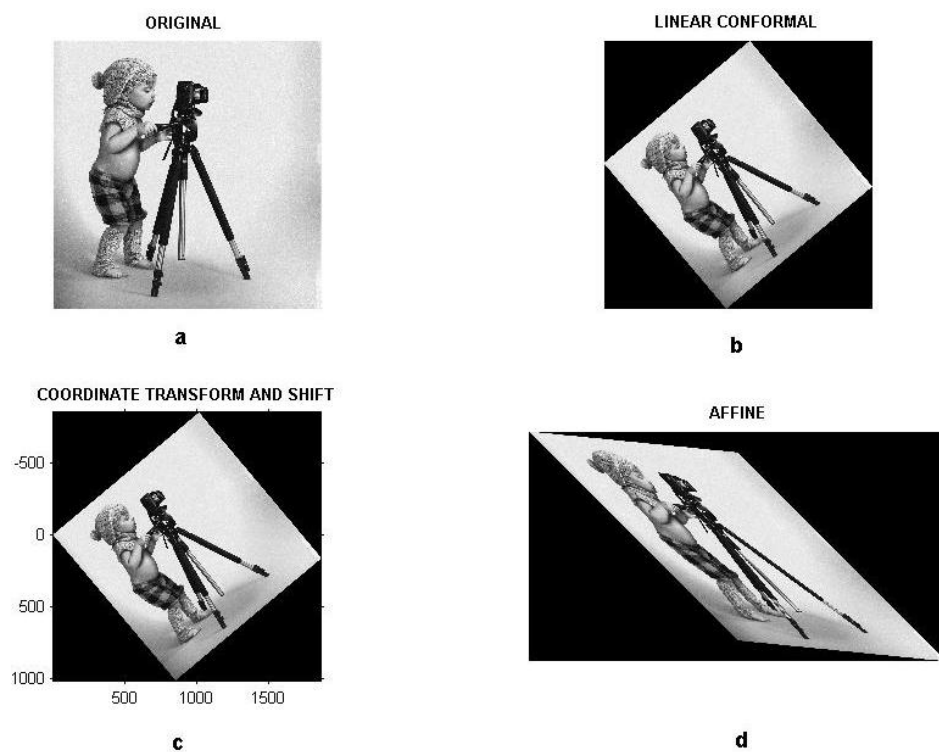 ORIGINAL
LINEAR CONFORMAL
a
b
COORDINATE TRANSFORM AND SHIFT
-500
0
500
1000
500 1000 1500
c
AFFINE
d